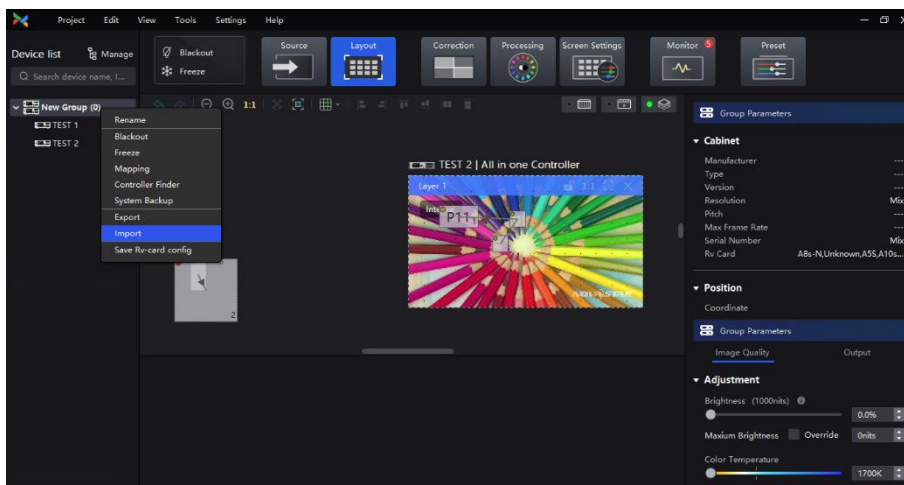 Project Edit View Tools Settings Help
Device list Manage
Search device name, I...
Blackout
Freeze
Source
Layout
Correction
Processing
Screen Settings
Monitor 5
Preset
1:1
New Group (0)
TEST 1
TEST 2
Rename
Blackout
Freeze
Mapping
Controller Finder
System Backup
Export
Import
Save Rv-card config
2
TEST 2 | All in one Controller
Layer 1 1:1
Inte
P11
NOVASTAR
Group Parameters
Cabinet
Manufacturer ---
Type ---
Version ---
Resolution Mix
Pitch ---
Max Frame Rate ---
Serial Number Mix
Rv Card A8s-N,Unknown,A5S,A10s...
Position
Coordinate
Group Parameters
Image Quality Output
Adjustment
Brightness (1000nits) 0.0%
Maxium Brightness Override 0nits
Color Temperature
1700K